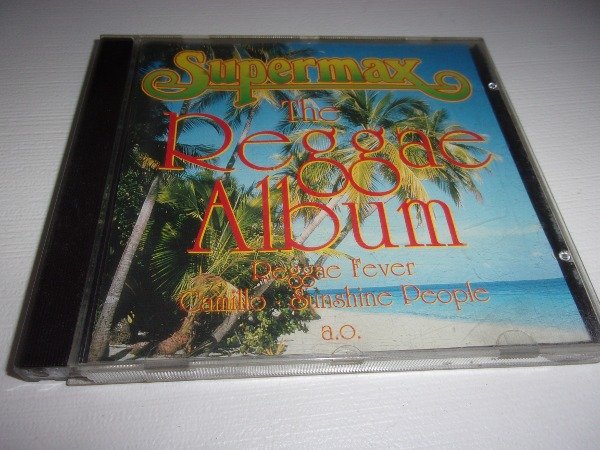 Supermax
The
Reggae
Album
Reggae Fever
Camillo · Sunshine People
a.o.